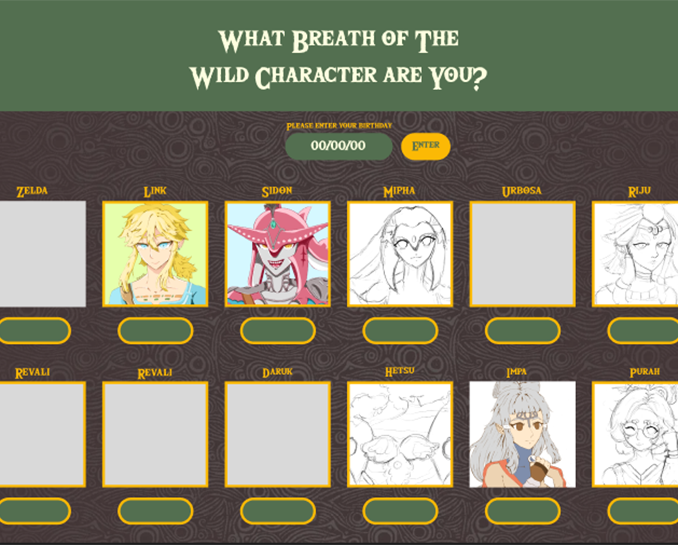 What Breath of The
Wild Character are You?
Please enter your birthday
00/00/00
Enter
Zelda
Link
Sidon
Mipha
Urbosa
Riju
Revali
Revali
Daruk
Hetsu
Impa
Purah